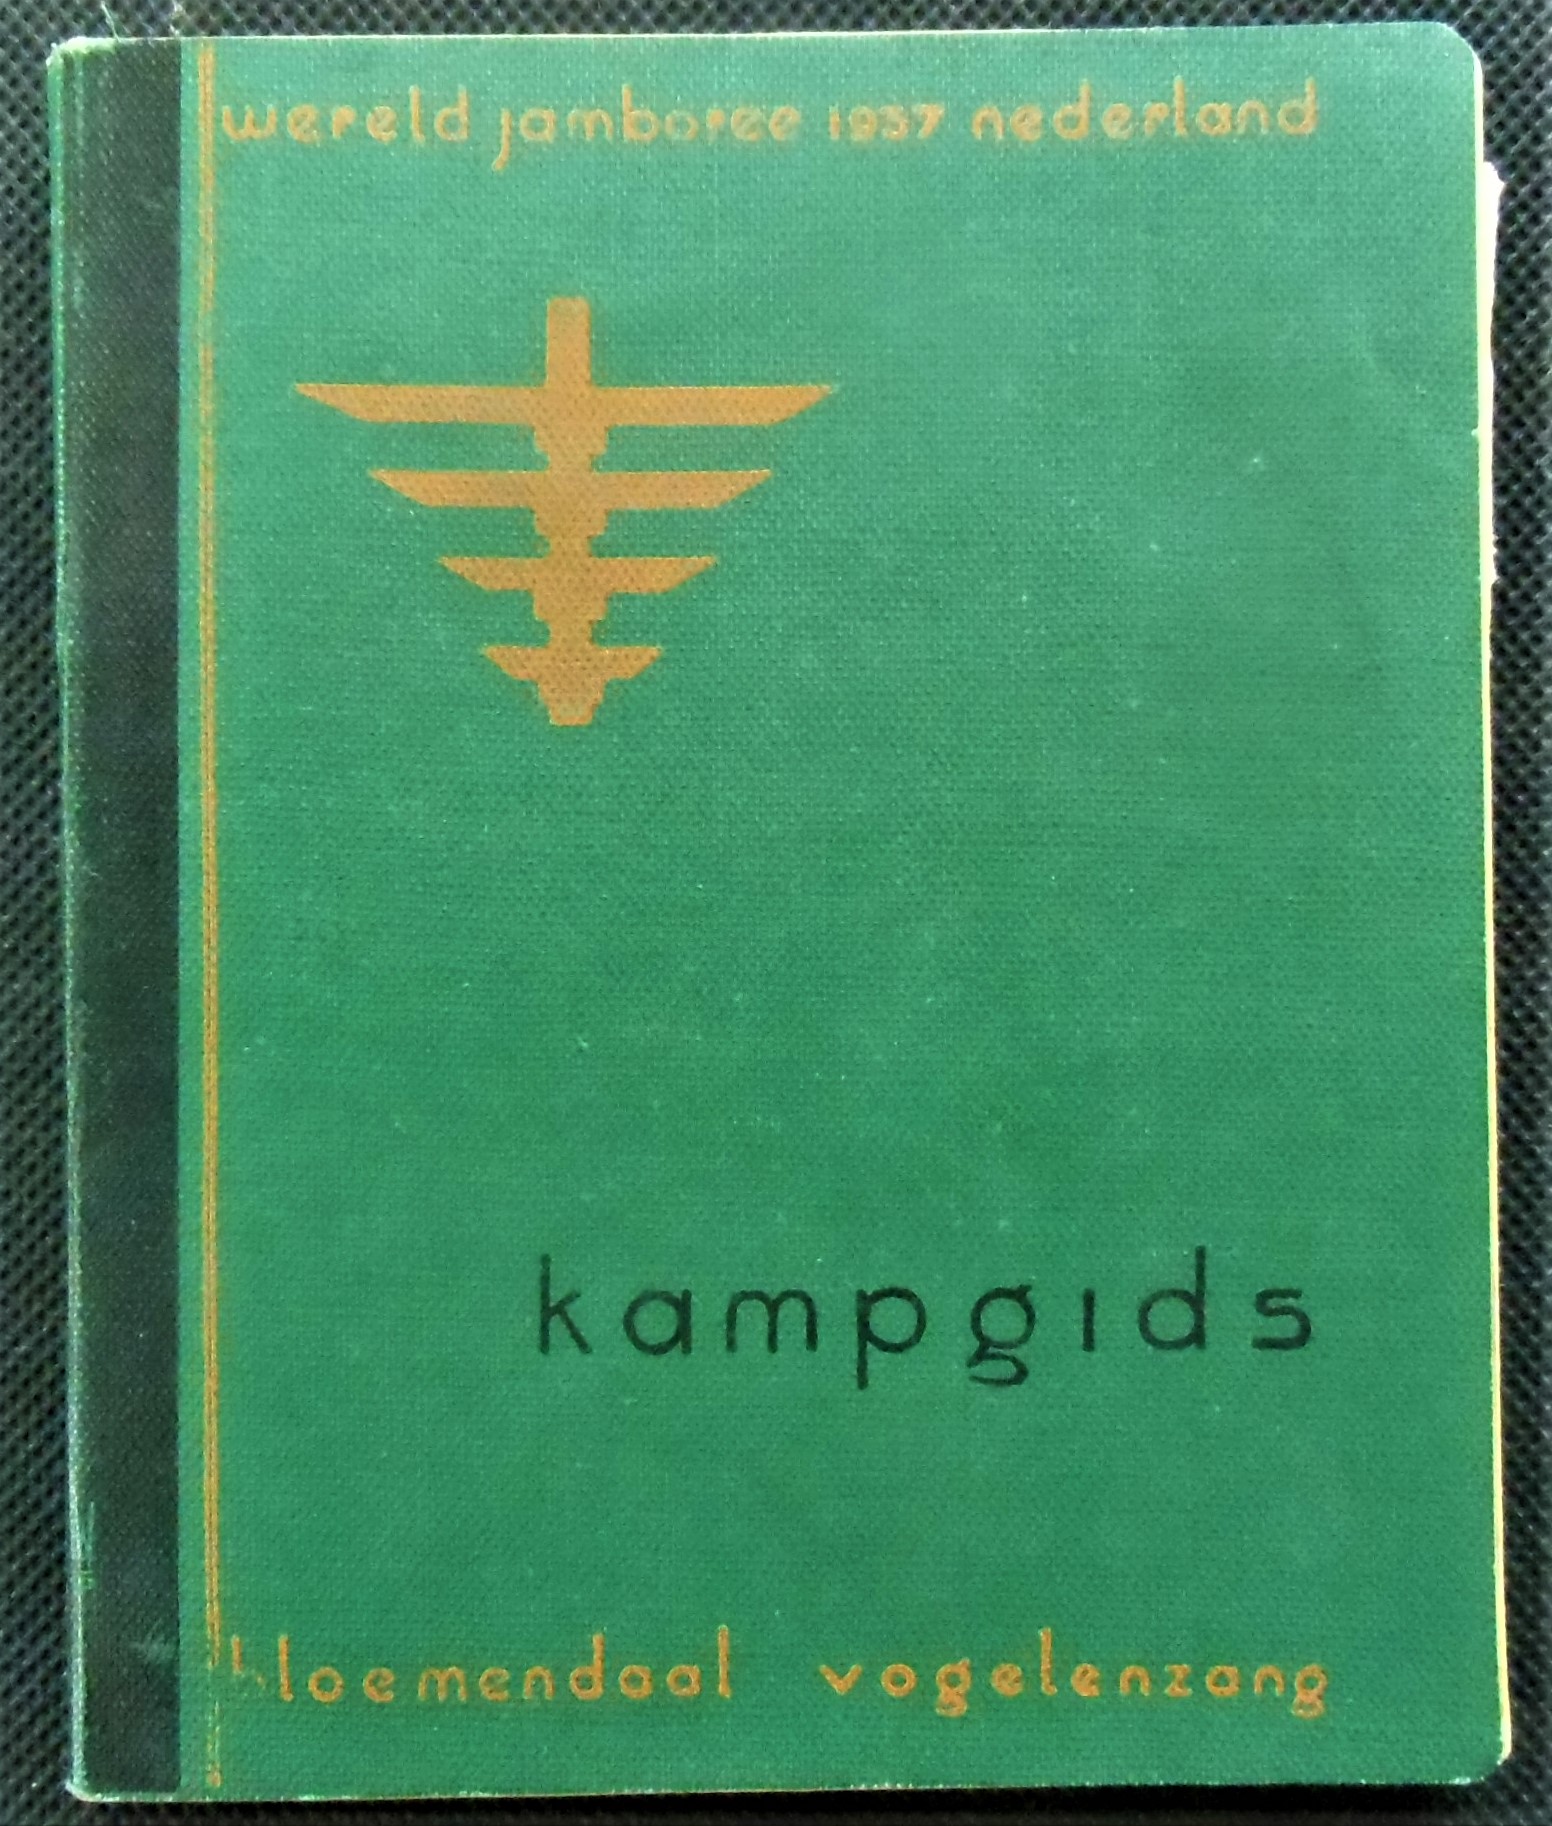 wereld jamboree 1937 nederland
kampgids
bloemendaal vogelenzang